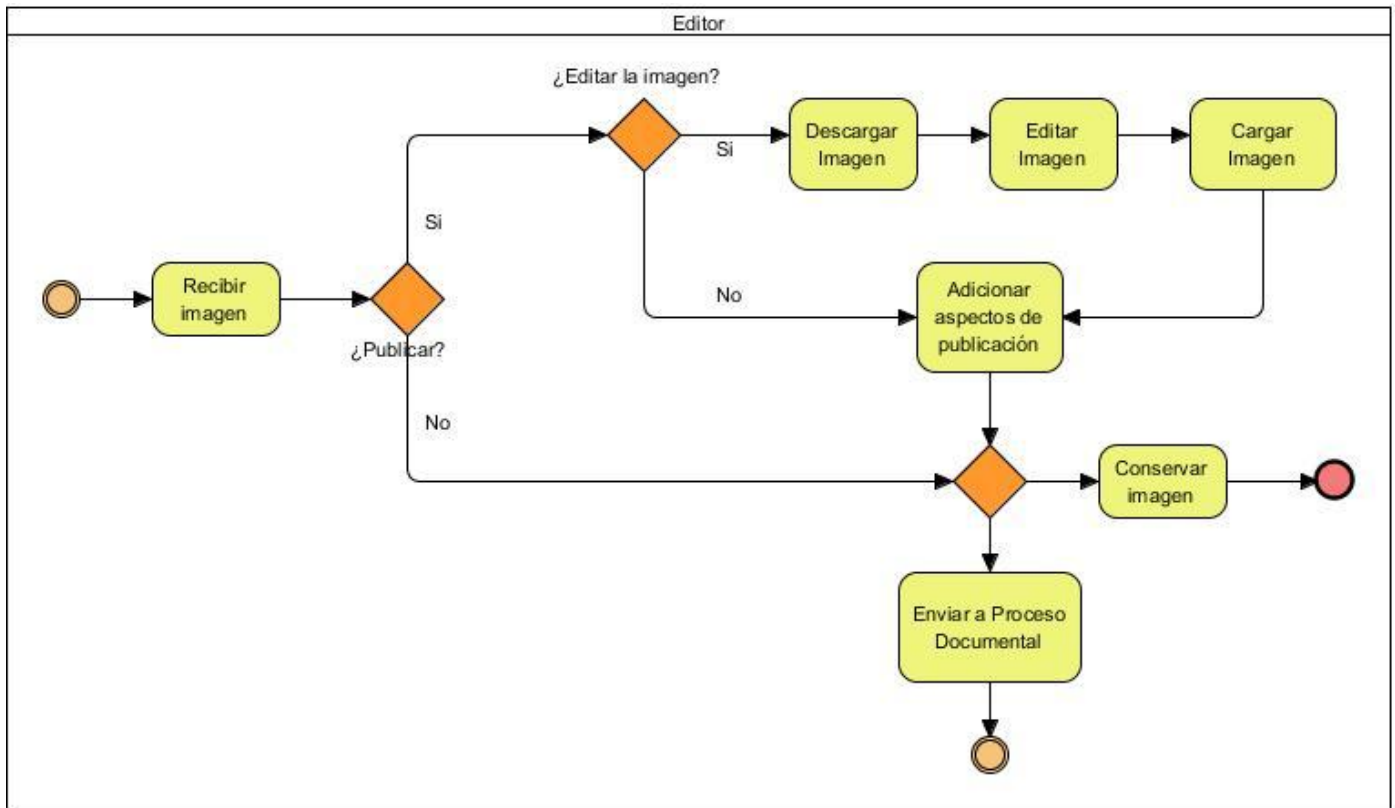 Editor
¿Editar la imagen?
Si
Descargar
Imagen
Editar
Imagen
Cargar
Imagen
Si
Recibir
imagen
¿Publicar?
No
Adicionar
aspectos de
publicación
No
Conservar
imagen
Enviar a Proceso
Documental